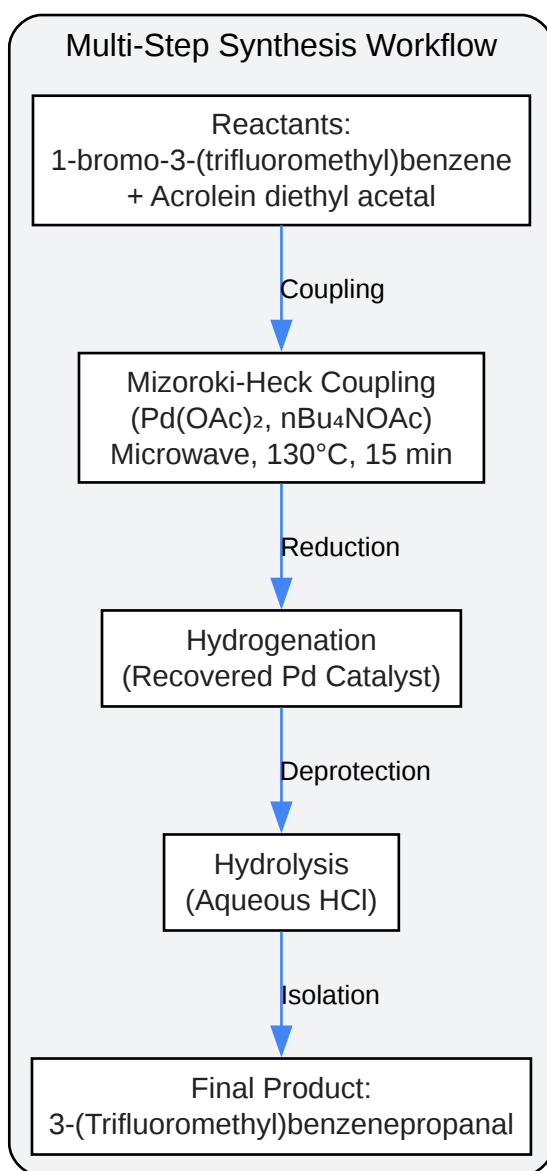 Multi-Step Synthesis Workflow
Reactants:
1-bromo-3-(trifluoromethyl)benzene
+ Acrolein diethyl acetal
Coupling
Mizoroki-Heck Coupling
(Pd(OAc)₂, nBu₄NOAc)
Microwave, 130°C, 15 min
Reduction
Hydrogenation
(Recovered Pd Catalyst)
Deprotection
Hydrolysis
(Aqueous HCl)
Isolation
Final Product:
3-(Trifluoromethyl)benzenepropanal